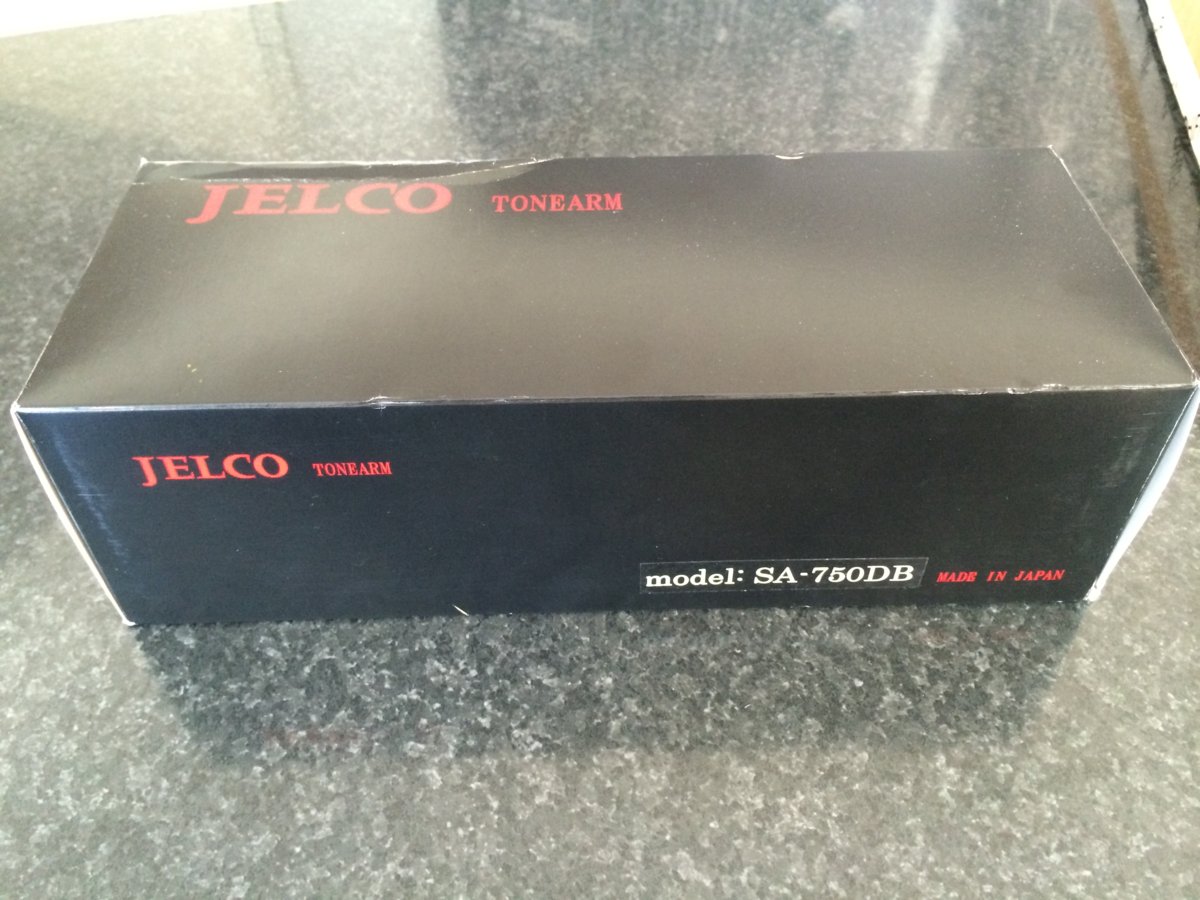 JELCO TONEARM
JELCO TONEARM
model: SA-750DB MADE IN JAPAN